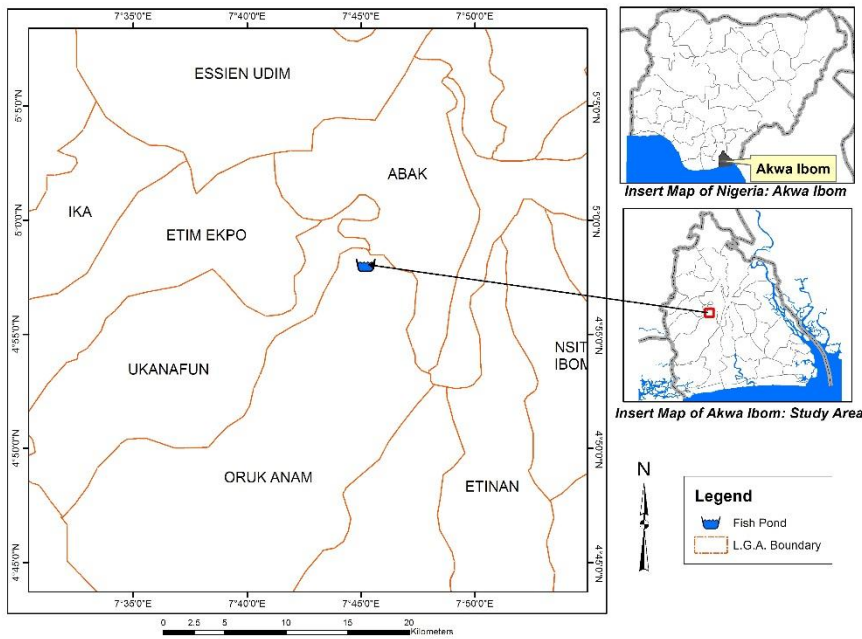 7°35'0"E 7°40'0"E 7°45'0"E 7°50'0"E
5°5'0"N 5°5'0"N
5°0'0"N 5°0'0"N
4°55'0"N 4°55'0"N
4°50'0"N 4°50'0"N
4°45'0"N 4°45'0"N
ESSIEN UDIM
ABAK
IKA
ETIM EKPO
UKANAFUN
NSIT
IBOM
ORUK ANAM
ETINAN
7°35'0"E 7°40'0"E 7°45'0"E 7°50'0"E
0 2.5 5 10 15 20
Kilometers
Akwa Ibom
Insert Map of Nigeria: Akwa Ibom
Insert Map of Akwa Ibom: Study Area
N
Legend
Fish Pond
L.G.A. Boundary